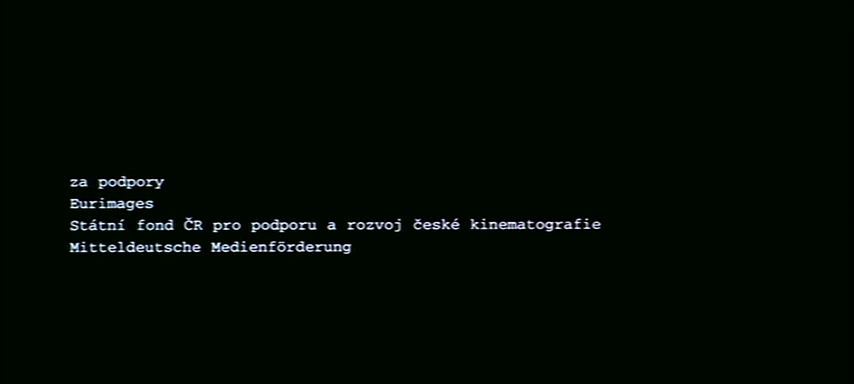 za podpory
Eurimages
Státní fond ČR pro podporu a rozvoj české kinematografie
Mitteldeutsche Medienförderung